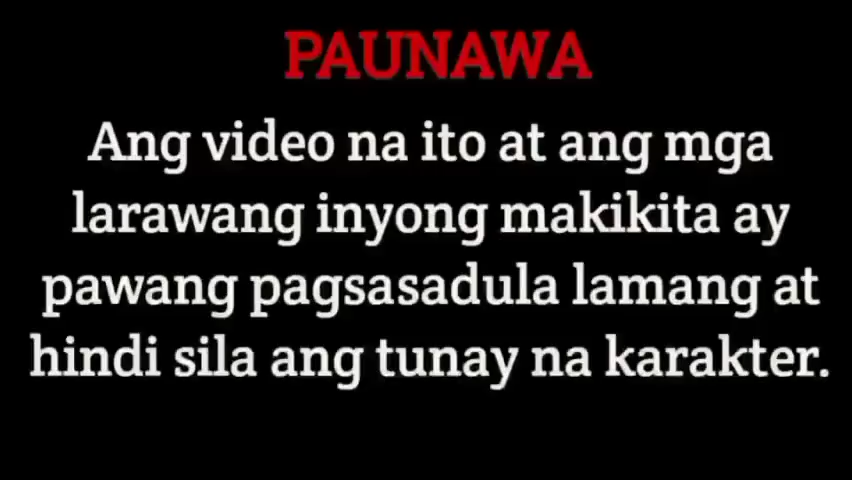 PAUNAWA
Ang video na ito at ang mga
larawang inyong makikita ay
pawang pagsasadula lamang at
hindi sila ang tunay na karakter.